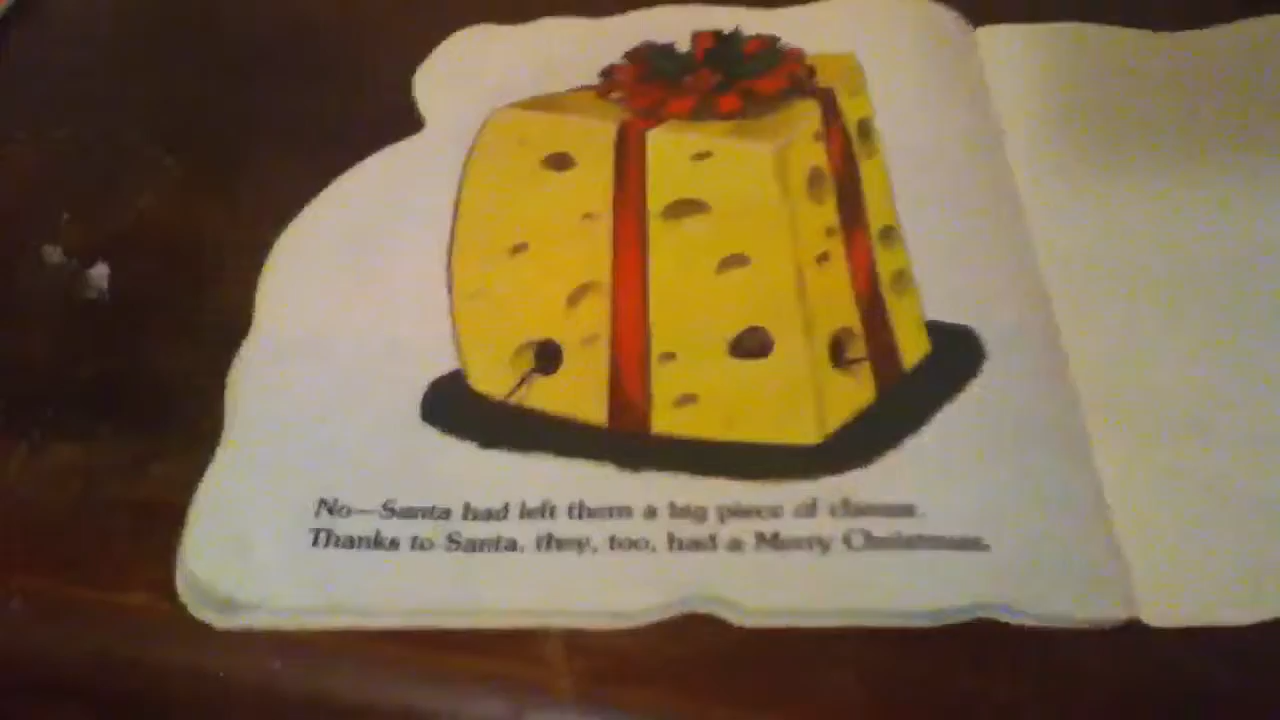 No—Santa had left them a big piece of cheese.
Thanks to Santa, they, too, had a Merry Christmas.